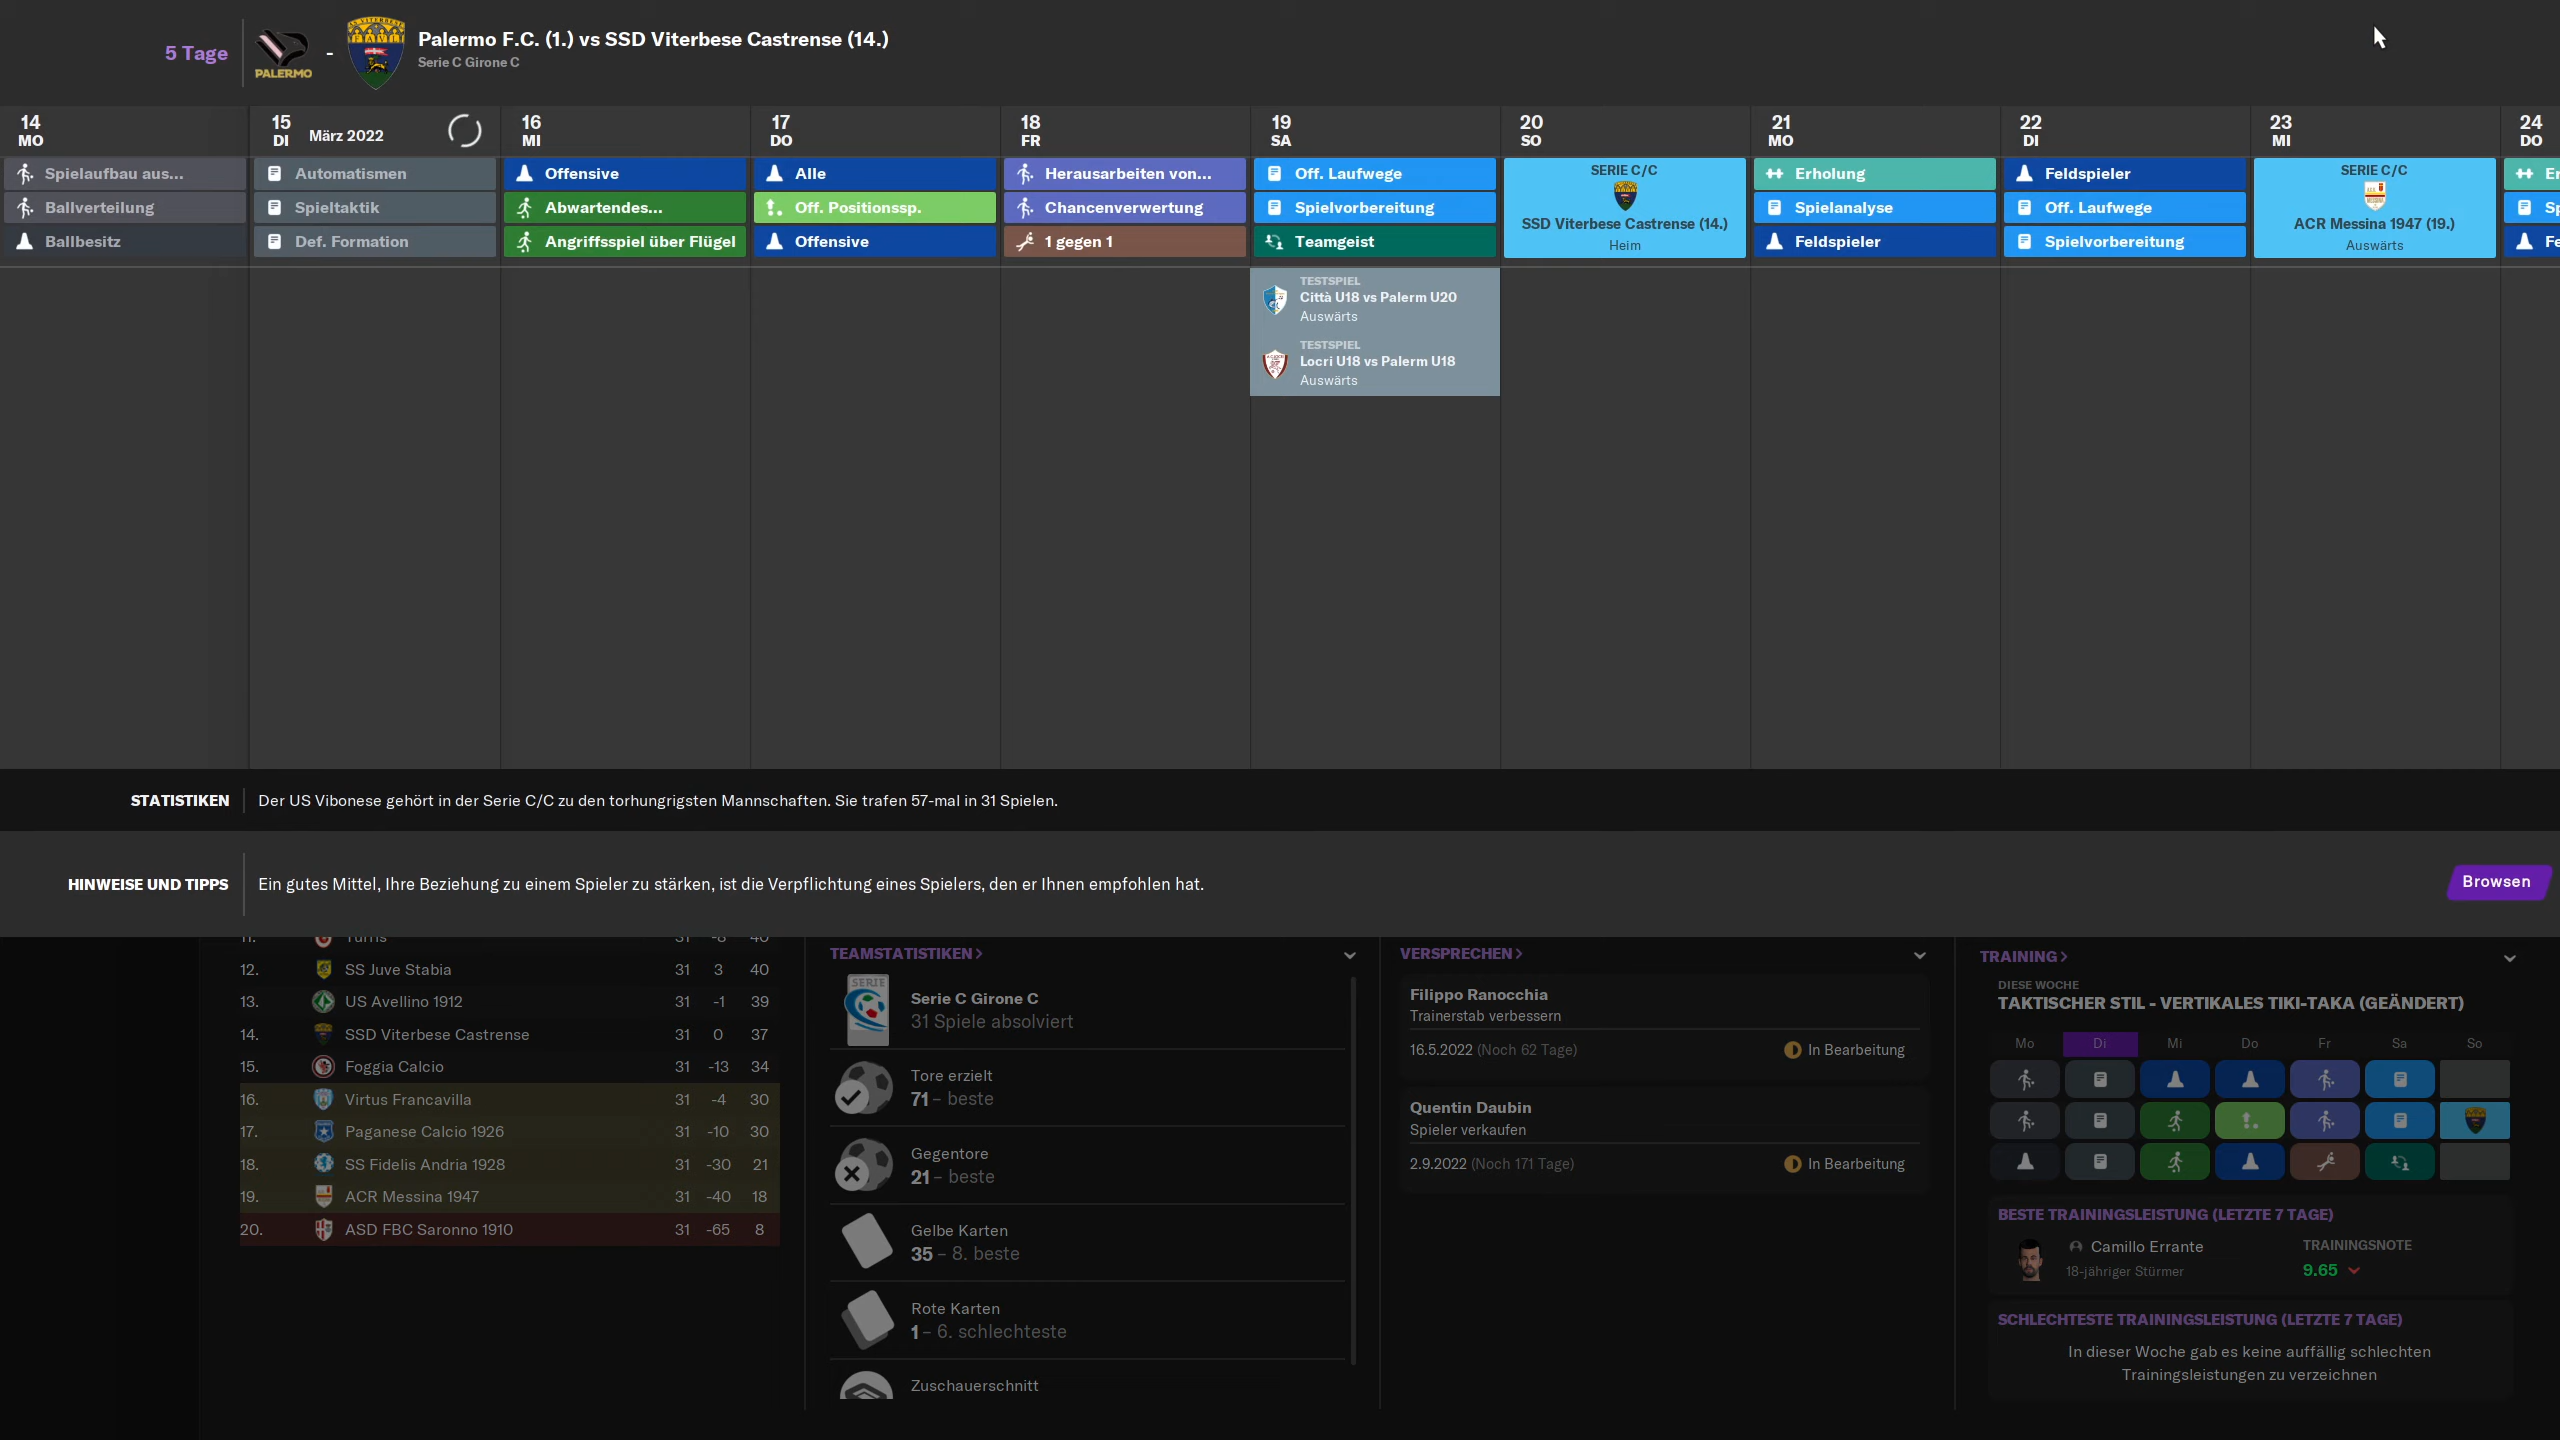 5 Tage
PALERMO
-
Palermo F.C. (1.) vs SSD Viterbese Castrense (14.)
Serie C Girone C
14 MO
15 DI März 2022
16 MI
17 DO
18 FR
19 SA
20 SO
21 MO
22 DI
23 MI
24 DO
Spielaufbau aus...
Ballverteilung
Ballbesitz
Automatismen
Spieltaktik
Def. Formation
Offensive
Abwartendes...
Angriffsspiel über Flügel
Alle
Off. Positionssp.
Offensive
Herausarbeiten von...
Chancenverwertung
1 gegen 1
Off. Laufwege
Spielvorbereitung
Teamgeist
SERIE C/C
SSD Viterbese Castrense (14.)
Heim
Erholung
Spielanalyse
Feldspieler
Feldspieler
Off. Laufwege
Spielvorbereitung
SERIE C/C
ACR Messina 1947 (19.)
Auswärts
Er
Sp
Fe
TESTSPIEL
Città U18 vs Palerm U20
Auswärts
TESTSPIEL
Locri U18 vs Palerm U18
Auswärts
STATISTIKEN
Der US Vibonese gehört in der Serie C/C zu den torhungrigsten Mannschaften. Sie trafen 57-mal in 31 Spielen.
HINWEISE UND TIPPS
Ein gutes Mittel, Ihre Beziehung zu einem Spieler zu stärken, ist die Verpflichtung eines Spielers, den er Ihnen empfohlen hat.
Browsen
11. Turris 31 -8 40
12. SS Juve Stabia 31 3 40
13. US Avellino 1912 31 -1 39
14. SSD Viterbese Castrense 31 0 37
15. Foggia Calcio 31 -13 34
16. Virtus Francavilla 31 -4 30
17. Paganese Calcio 1926 31 -10 30
18. SS Fidelis Andria 1928 31 -30 21
19. ACR Messina 1947 31 -40 18
20. ASD FBC Saronno 1910 31 -65 8
TEAMSTATISTIKEN
SERIE
Serie C Girone C
31 Spiele absolviert
Tore erzielt
71 - beste
Gegentore
21 - beste
Gelbe Karten
35 - 8. beste
Rote Karten
1 - 6. schlechteste
Zuschauerschnitt
VERSPRECHEN
Filippo Ranocchia
Trainerstab verbessern
16.5.2022 (Noch 62 Tage) In Bearbeitung
Quentin Daubin
Spieler verkaufen
2.9.2022 (Noch 171 Tage) In Bearbeitung
TRAINING
DIESE WOCHE
TAKTISCHER STIL - VERTIKALES TIKI-TAKA (GEÄNDERT)
Mo Di Mi Do Fr Sa So
BESTE TRAININGSLEISTUNG (LETZTE 7 TAGE)
Camillo Errante
18-jähriger Stürmer
TRAININGSNOTE
9.65
SCHLECHTESTE TRAININGSLEISTUNG (LETZTE 7 TAGE)
In dieser Woche gab es keine auffällig schlechten
Trainingsleistungen zu verzeichnen